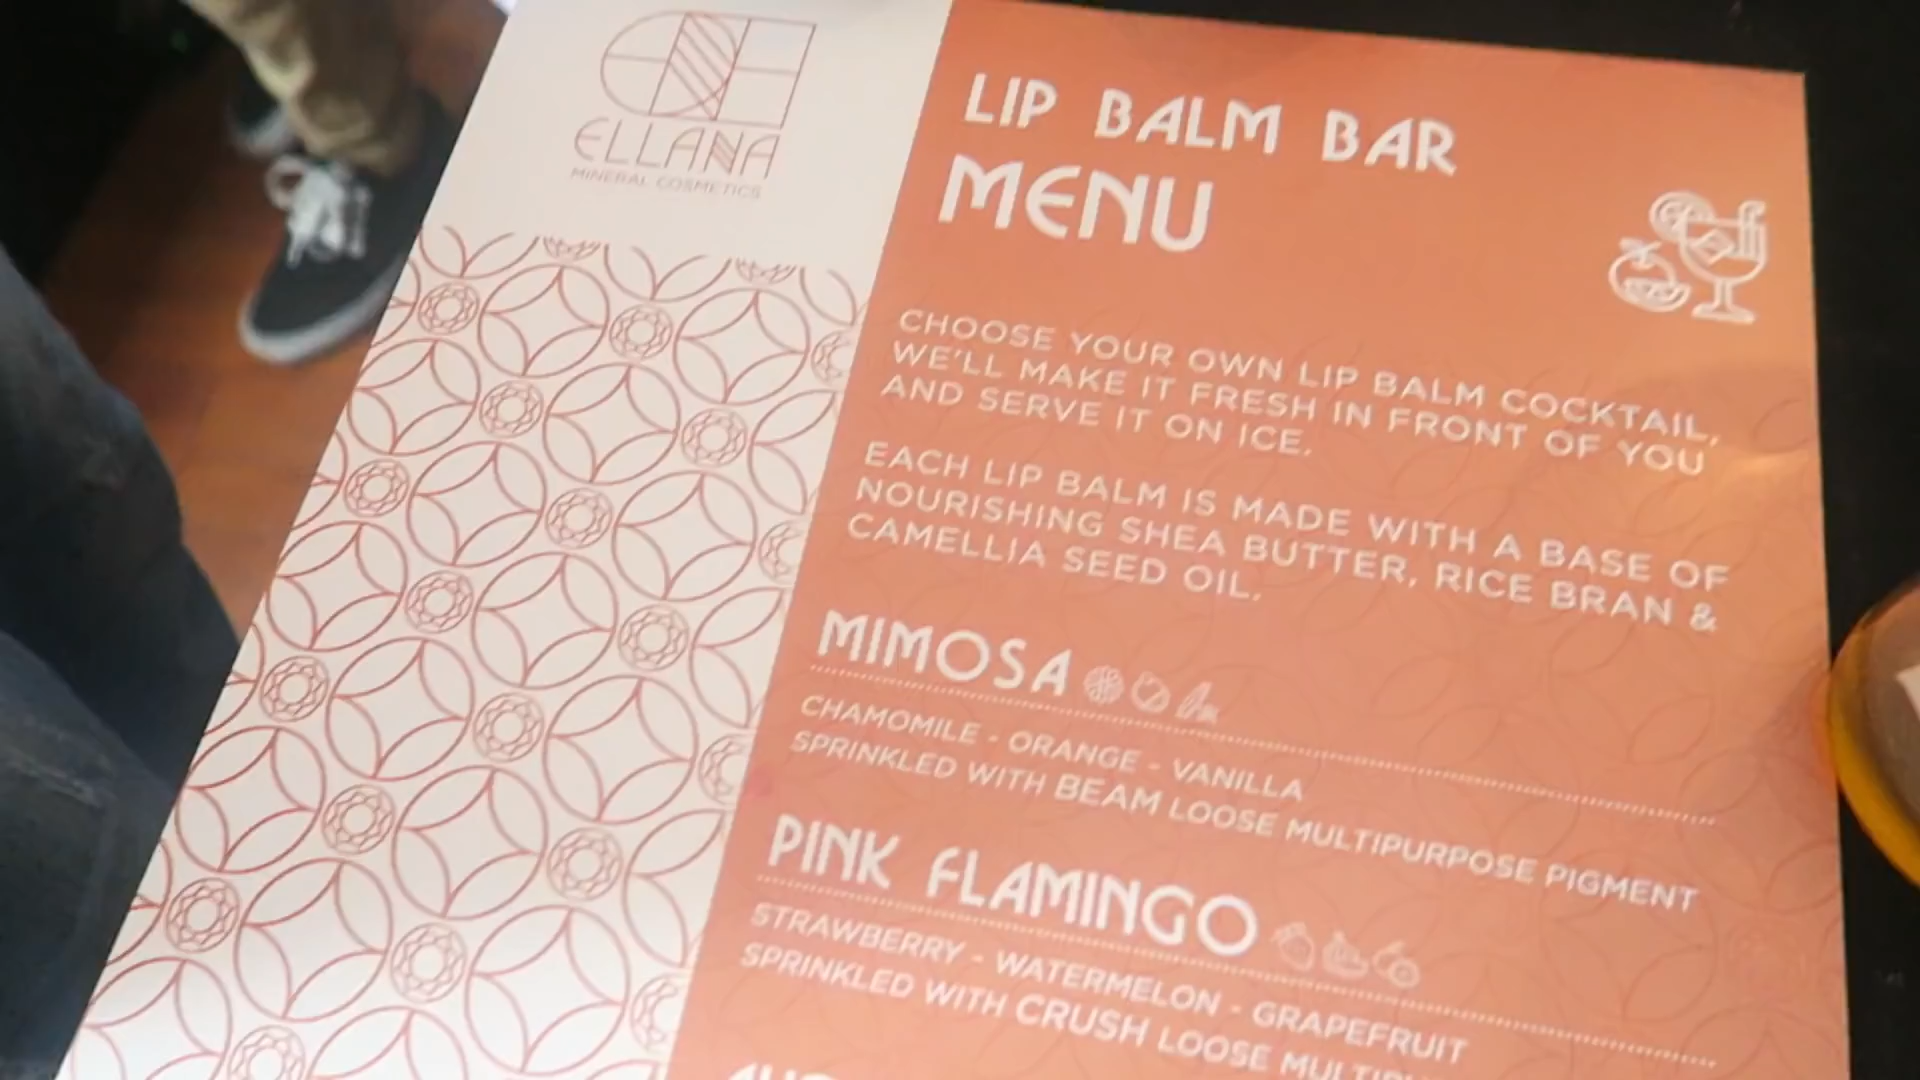 ELLANA
MINERAL COSMETICS
LIP BALM BAR
MENU
CHOOSE YOUR OWN LIP BALM COCKTAIL,
WE'LL MAKE IT FRESH IN FRONT OF YOU
AND SERVE IT ON ICE.
EACH LIP BALM IS MADE WITH A BASE OF
NOURISHING SHEA BUTTER, RICE BRAN &
CAMELLIA SEED OIL.
MIMOSA
CHAMOMILE - ORANGE - VANILLA
SPRINKLED WITH BEAM LOOSE MULTIPURPOSE PIGMENT
PINK FLAMINGO
STRAWBERRY - WATERMELON - GRAPEFRUIT
SPRINKLED WITH CRUSH LOOSE